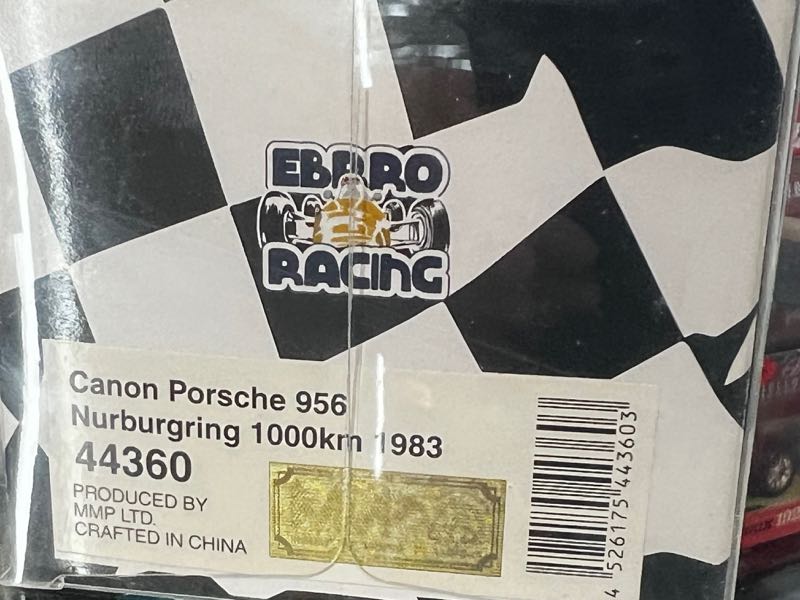 EBBRO
RACING
Canon Porsche 956
Nurburgring 1000km 1983
44360
PRODUCED BY
MMP LTD.
CRAFTED IN CHINA
4 526175 443603